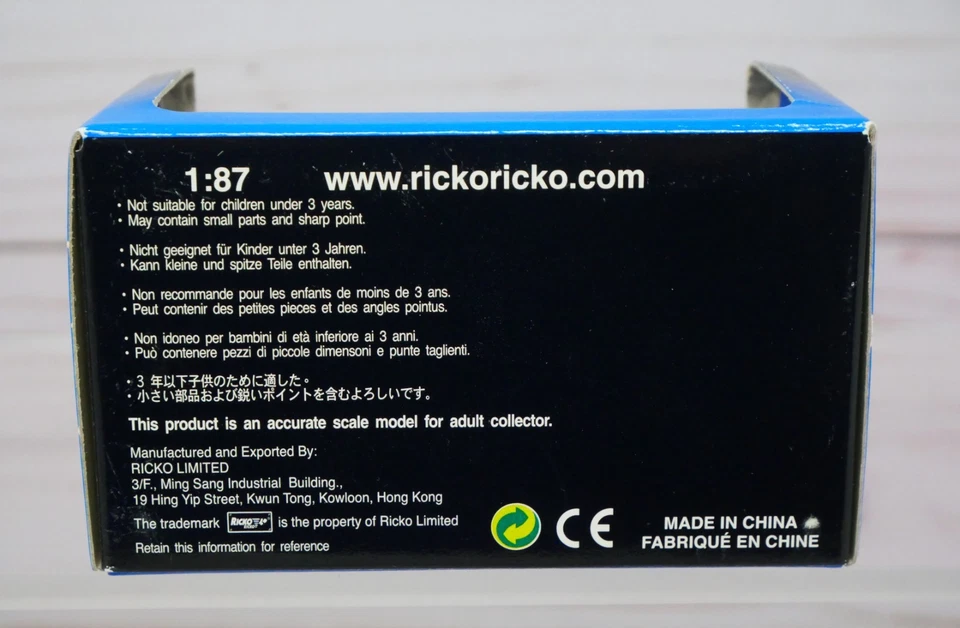 1:87 www.rickoricko.com
• Not suitable for children under 3 years.
• May contain small parts and sharp point.
• Nicht geeignet für Kinder unter 3 Jahren.
• Kann kleine und spitze Teile enthalten.
• Non recommande pour les enfants de moins de 3 ans.
• Peut contenir des petites pieces et des angles pointus.
• Non idoneo per bambini di età inferiore ai 3 anni.
• Può contenere pezzi di piccole dimensoni e punte taglienti.
• 3 年以下子供のために適した。
• 小さい部品および鋭いポイントを含むよろしいです。
This product is an accurate scale model for adult collector.
Manufactured and Exported By:
RICKO LIMITED
3/F., Ming Sang Industrial Building.,
19 Hing Yip Street, Kwun Tong, Kowloon, Hong Kong
The trademark RICKO is the property of Ricko Limited
Retain this information for reference
CE
MADE IN CHINA
FABRIQUÉ EN CHINE